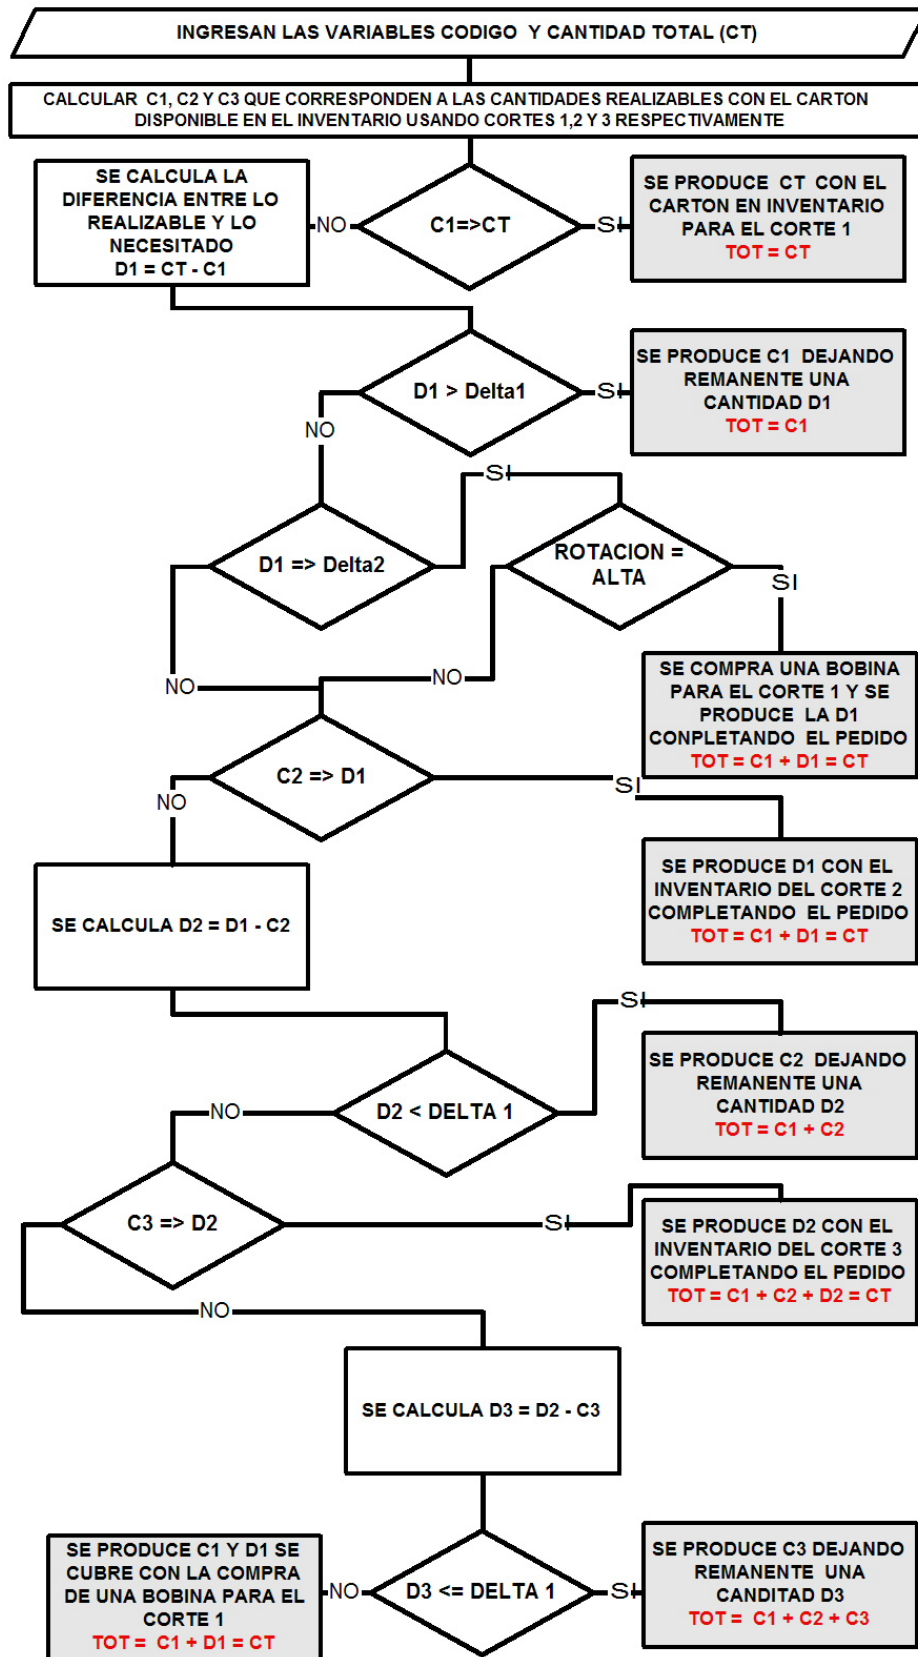 INGRESAN LAS VARIABLES CODIGO Y CANTIDAD TOTAL (CT)
CALCULAR C1, C2 Y C3 QUE CORRESPONDEN A LAS CANTIDADES REALIZABLES CON EL CARTON
DISPONIBLE EN EL INVENTARIO USANDO CORTES 1,2 Y 3 RESPECTIVAMENTE
SE CALCULA LA
DIFERENCIA ENTRE LO
REALIZABLE Y LO
NECESITADO
D1 = CT - C1
NO
C1=>CT
SI
SE PRODUCE CT CON EL
CARTON EN INVENTARIO
PARA EL CORTE 1
TOT = CT
D1 > Delta1
SI
SE PRODUCE C1 DEJANDO
REMANENTE UNA
CANTIDAD D1
TOT = C1
NO
SI
D1 => Delta2
ROTACION =
ALTA
SI
NO
NO
SE COMPRA UNA BOBINA
PARA EL CORTE 1 Y SE
PRODUCE LA D1
CONPLETANDO EL PEDIDO
TOT = C1 + D1 = CT
C2 => D1
SI
NO
SE PRODUCE D1 CON EL
INVENTARIO DEL CORTE 2
COMPLETANDO EL PEDIDO
TOT = C1 + D1 = CT
SE CALCULA D2 = D1 - C2
SI
SE PRODUCE C2 DEJANDO
REMANENTE UNA
CANTIDAD D2
TOT = C1 + C2
D2 < DELTA 1
NO
C3 => D2
SI
SE PRODUCE D2 CON EL
INVENTARIO DEL CORTE 3
COMPLETANDO EL PEDIDO
TOT = C1 + C2 + D2 = CT
NO
SE CALCULA D3 = D2 - C3
SE PRODUCE C1 Y D1 SE
CUBRE CON LA COMPRA
DE UNA BOBINA PARA EL
CORTE 1
TOT = C1 + D1 = CT
NO
D3 <= DELTA 1
SI
SE PRODUCE C3 DEJANDO
REMANENTE UNA
CANDITAD D3
TOT = C1 + C2 + C3